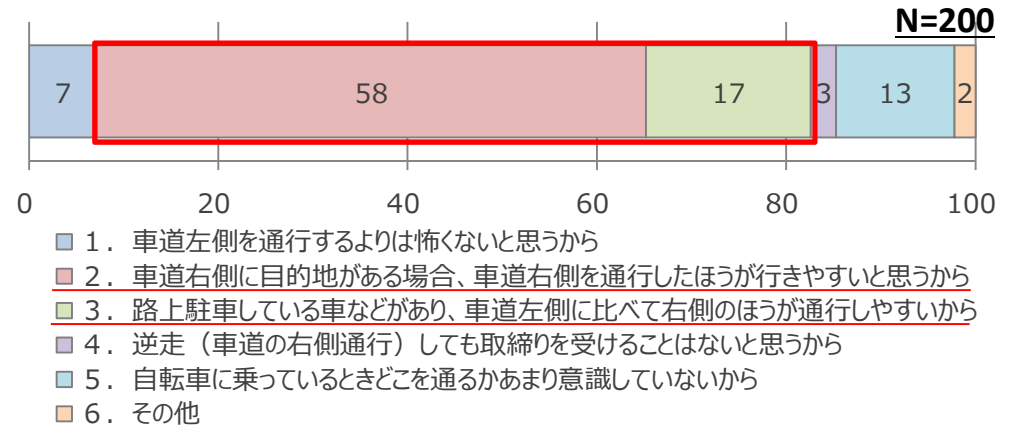 N=200
7 58 17 3 13 2
0 20 40 60 80 100
1. 車道左側を通行するよりは怖くないと思うから
2. 車道右側に目的地がある場合、車道右側を通行したほうが行きやすいと思うから
3. 路上駐車している車などがあり、車道左側に比べて右側のほうが通行しやすいから
4. 逆走（車道の右側通行）しても取締りを受けることはないと思うから
5. 自転車に乗っているときどこを通るかあまり意識していないから
6. その他